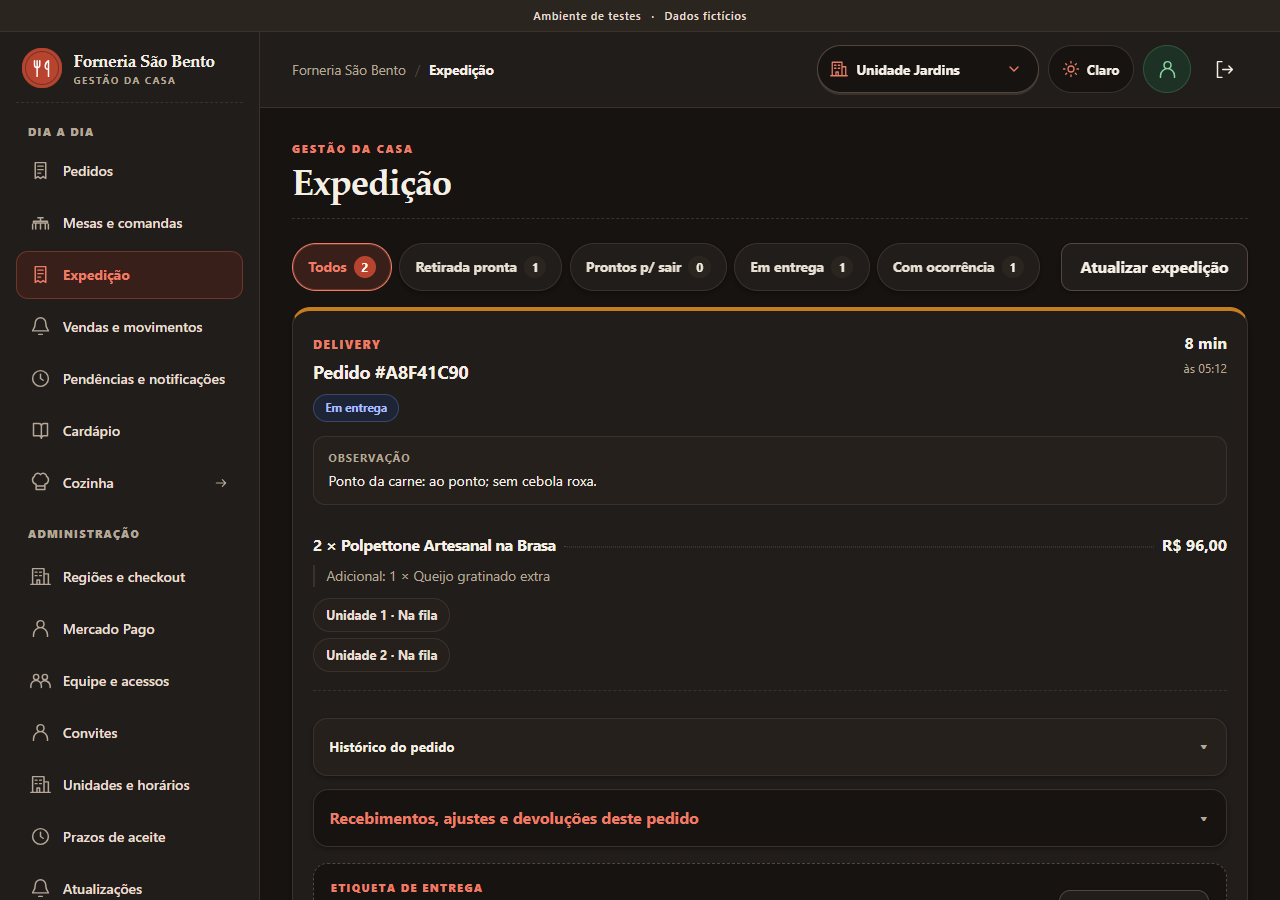 Ambiente de testes · Dados fictícios
Forneria São Bento
GESTÃO DA CASA
DIA A DIA
Pedidos
Mesas e comandas
Expedição
Vendas e movimentos
Pendências e notificações
Cardápio
Cozinha →
ADMINISTRAÇÃO
Regiões e checkout
Mercado Pago
Equipe e acessos
Convites
Unidades e horários
Prazos de aceite
Atualizações
Forneria São Bento / Expedição
Unidade Jardins
Claro
GESTÃO DA CASA
Expedição
Todos 2
Retirada pronta 1
Prontos p/ sair 0
Em entrega 1
Com ocorrência 1
Atualizar expedição
DELIVERY
8 min
Pedido #A8F41C90
às 05:12
Em entrega
OBSERVAÇÃO
Ponto da carne: ao ponto; sem cebola roxa.
2 × Polpettone Artesanal na Brasa R$ 96,00
Adicional: 1 × Queijo gratinado extra
Unidade 1 · Na fila
Unidade 2 · Na fila
Histórico do pedido
Recebimentos, ajustes e devoluções deste pedido
ETIQUETA DE ENTREGA